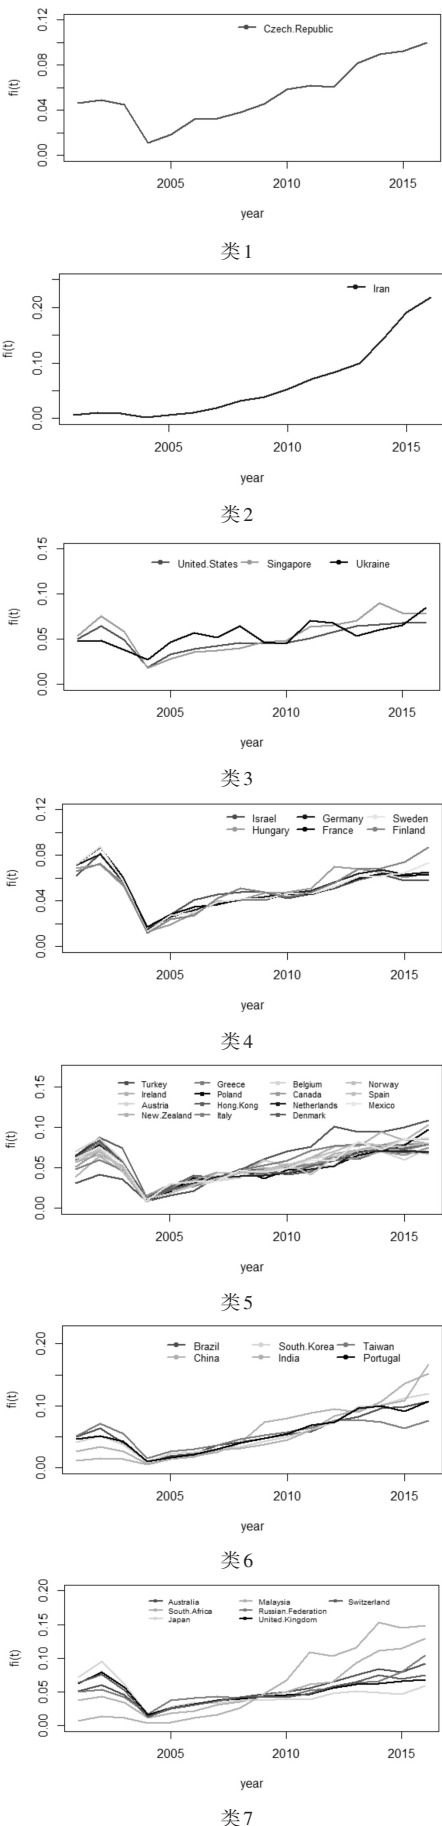 0.12
Czech.Republic
0.08
fi(t)
0.04
0.00
2005 2010 2015
year
类1
Iran
0.20
fi(t)
0.10
0.00
2005 2010 2015
year
类2
0.15
United.States Singapore Ukraine
0.10
fi(t)
0.05
0.00
2005 2010 2015
year
类3
0.12
Israel Germany Sweden
Hungary France Finland
0.08
fi(t)
0.04
0.00
2005 2010 2015
year
类4
0.15
Turkey Greece Belgium Norway
Ireland Poland Canada Spain
Austria Hong.Kong Netherlands Mexico
New.Zealand Italy Denmark
0.10
fi(t)
0.05
0.00
2005 2010 2015
year
类5
0.20
Brazil South.Korea Taiwan
China India Portugal
fi(t)
0.10
0.00
2005 2010 2015
year
类6
0.20
Australia Malaysia Switzerland
South.Africa Russian.Federation
Japan United.Kingdom
0.15
0.10
fi(t)
0.05
0.00
2005 2010 2015
year
类7